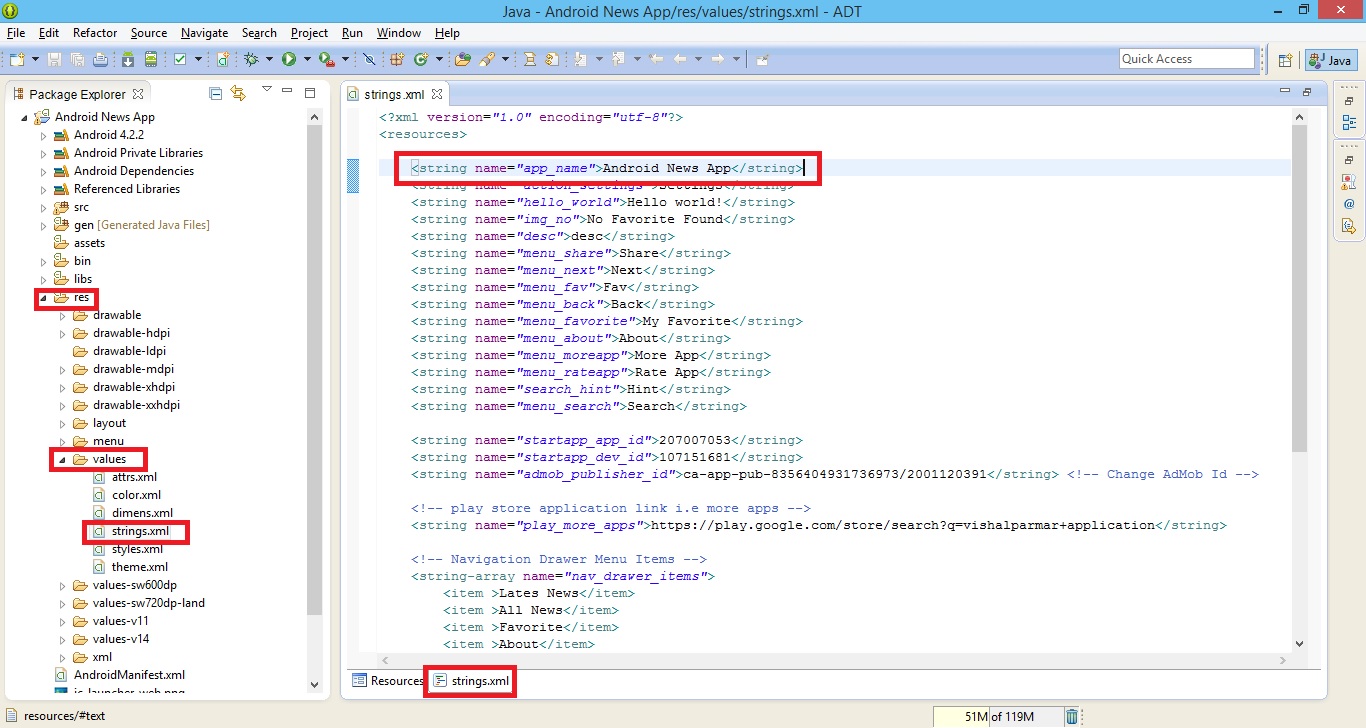 Java - Android News App/res/values/strings.xml - ADT
File Edit Refactor Source Navigate Search Project Run Window Help
Quick Access
Java
Package Explorer
Android News App
Android 4.2.2
Android Private Libraries
Android Dependencies
Referenced Libraries
src
gen [Generated Java Files]
assets
bin
libs
res
drawable
drawable-hdpi
drawable-ldpi
drawable-mdpi
drawable-xhdpi
drawable-xxhdpi
layout
menu
values
attrs.xml
color.xml
dimens.xml
strings.xml
styles.xml
theme.xml
values-sw600dp
values-sw720dp-land
values-v11
values-v14
xml
AndroidManifest.xml
ic_launcher-web.png
strings.xml
<?xml version="1.0" encoding="utf-8"?>
<resources>
<string name="app_name">Android News App</string>
<string name="action_settings">Settings</string>
<string name="hello_world">Hello world!</string>
<string name="img_no">No Favorite Found</string>
<string name="desc">desc</string>
<string name="menu_share">Share</string>
<string name="menu_next">Next</string>
<string name="menu_fav">Fav</string>
<string name="menu_back">Back</string>
<string name="menu_favorite">My Favorite</string>
<string name="menu_about">About</string>
<string name="menu_moreapp">More App</string>
<string name="menu_rateapp">Rate App</string>
<string name="search_hint">Hint</string>
<string name="menu_search">Search</string>
<string name="startapp_app_id">207007053</string>
<string name="startapp_dev_id">107151681</string>
<string name="admob_publisher_id">ca-app-pub-8356404931736973/2001120391</string> <!-- Change AdMob Id -->
<!-- play store application link i.e more apps -->
<string name="play_more_apps">https://play.google.com/store/search?q=vishalparmar+application</string>
<!-- Navigation Drawer Menu Items -->
<string-array name="nav_drawer_items">
<item >Lates News</item>
<item >All News</item>
<item >Favorite</item>
<item >About</item>
Resources strings.xml
resources/#text
51M of 119M